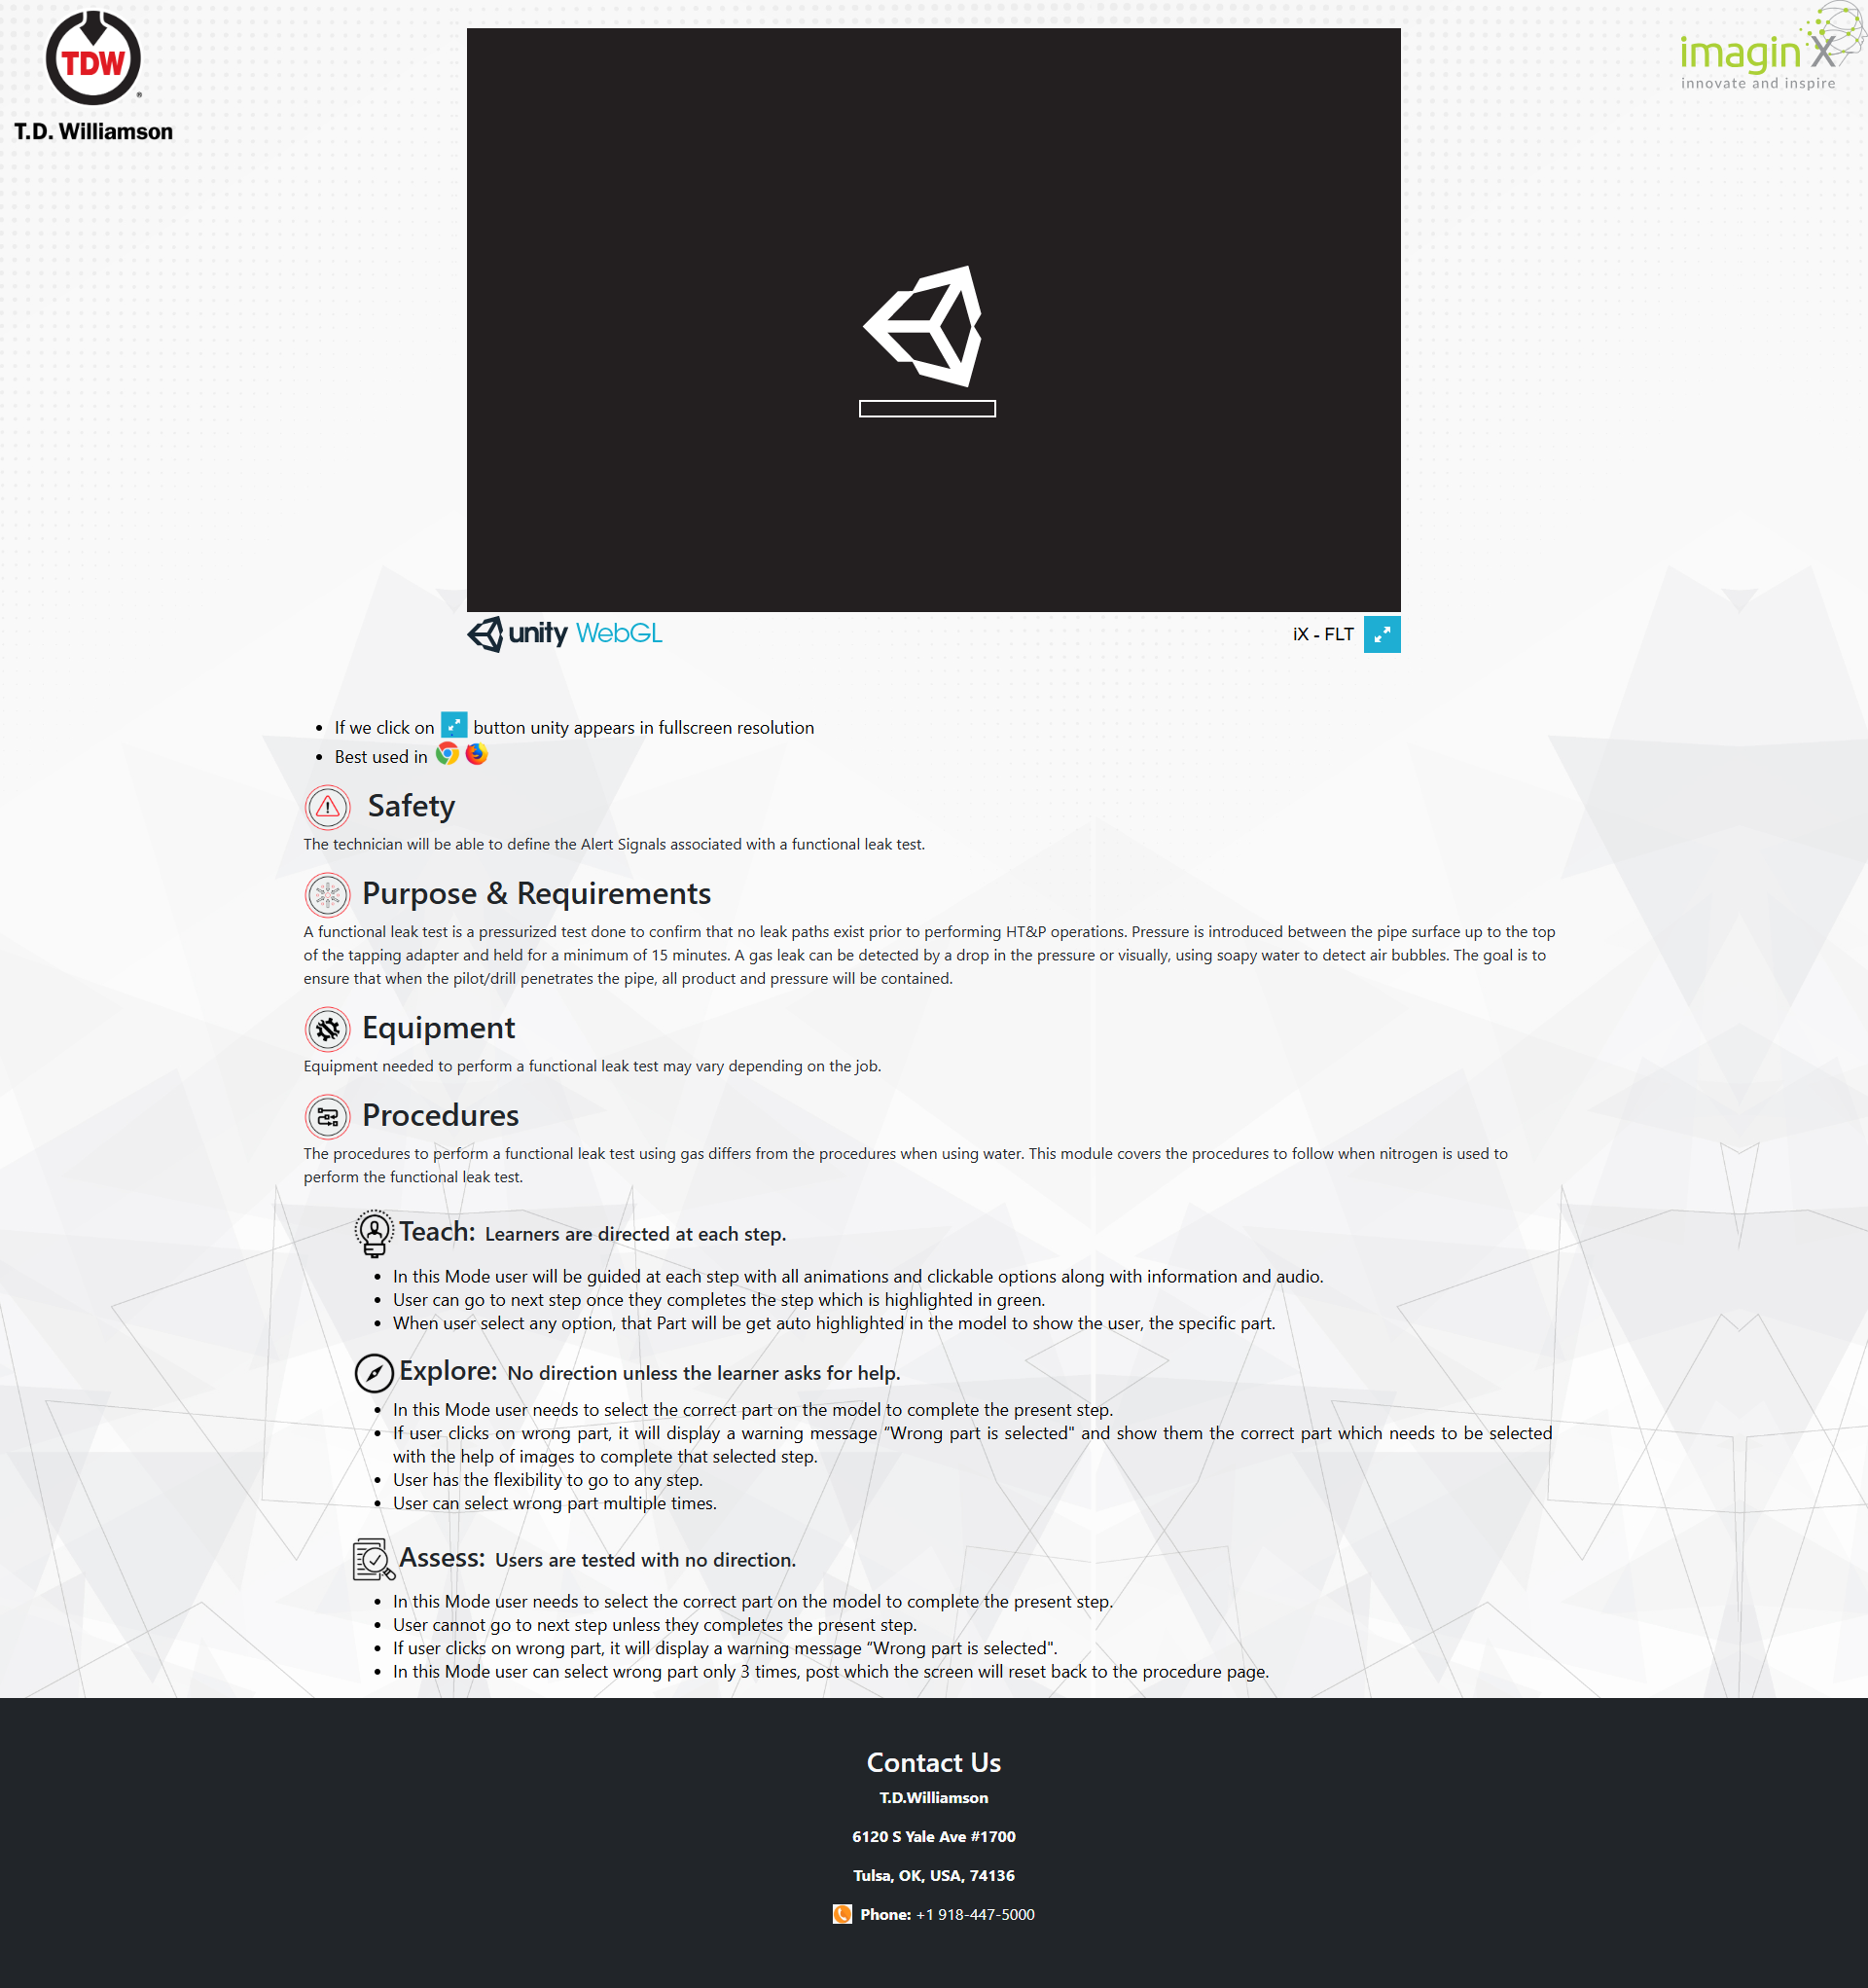 TDW
T.D. Williamson
imagin X
innovate and inspire
unity WebGL
iX - FLT
If we click on button unity appears in fullscreen resolution
Best used in
Safety
The technician will be able to define the Alert Signals associated with a functional leak test.
Purpose & Requirements
A functional leak test is a pressurized test done to confirm that no leak paths exist prior to performing HT&P operations. Pressure is introduced between the pipe surface up to the top
of the tapping adapter and held for a minimum of 15 minutes. A gas leak can be detected by a drop in the pressure or visually, using soapy water to detect air bubbles. The goal is to
ensure that when the pilot/drill penetrates the pipe, all product and pressure will be contained.
Equipment
Equipment needed to perform a functional leak test may vary depending on the job.
Procedures
The procedures to perform a functional leak test using gas differs from the procedures when using water. This module covers the procedures to follow when nitrogen is used to
perform the functional leak test.
Teach: Learners are directed at each step.
In this Mode user will be guided at each step with all animations and clickable options along with information and audio.
User can go to next step once they completes the step which is highlighted in green.
When user select any option, that Part will be get auto highlighted in the model to show the user, the specific part.
Explore: No direction unless the learner asks for help.
In this Mode user needs to select the correct part on the model to complete the present step.
If user clicks on wrong part, it will display a warning message “Wrong part is selected" and show them the correct part which needs to be selected
with the help of images to complete that selected step.
User has the flexibility to go to any step.
User can select wrong part multiple times.
Assess: Users are tested with no direction.
In this Mode user needs to select the correct part on the model to complete the present step.
User cannot go to next step unless they completes the present step.
If user clicks on wrong part, it will display a warning message “Wrong part is selected".
In this Mode user can select wrong part only 3 times, post which the screen will reset back to the procedure page.
Contact Us
T.D.Williamson
6120 S Yale Ave #1700
Tulsa, OK, USA, 74136
Phone: +1 918-447-5000